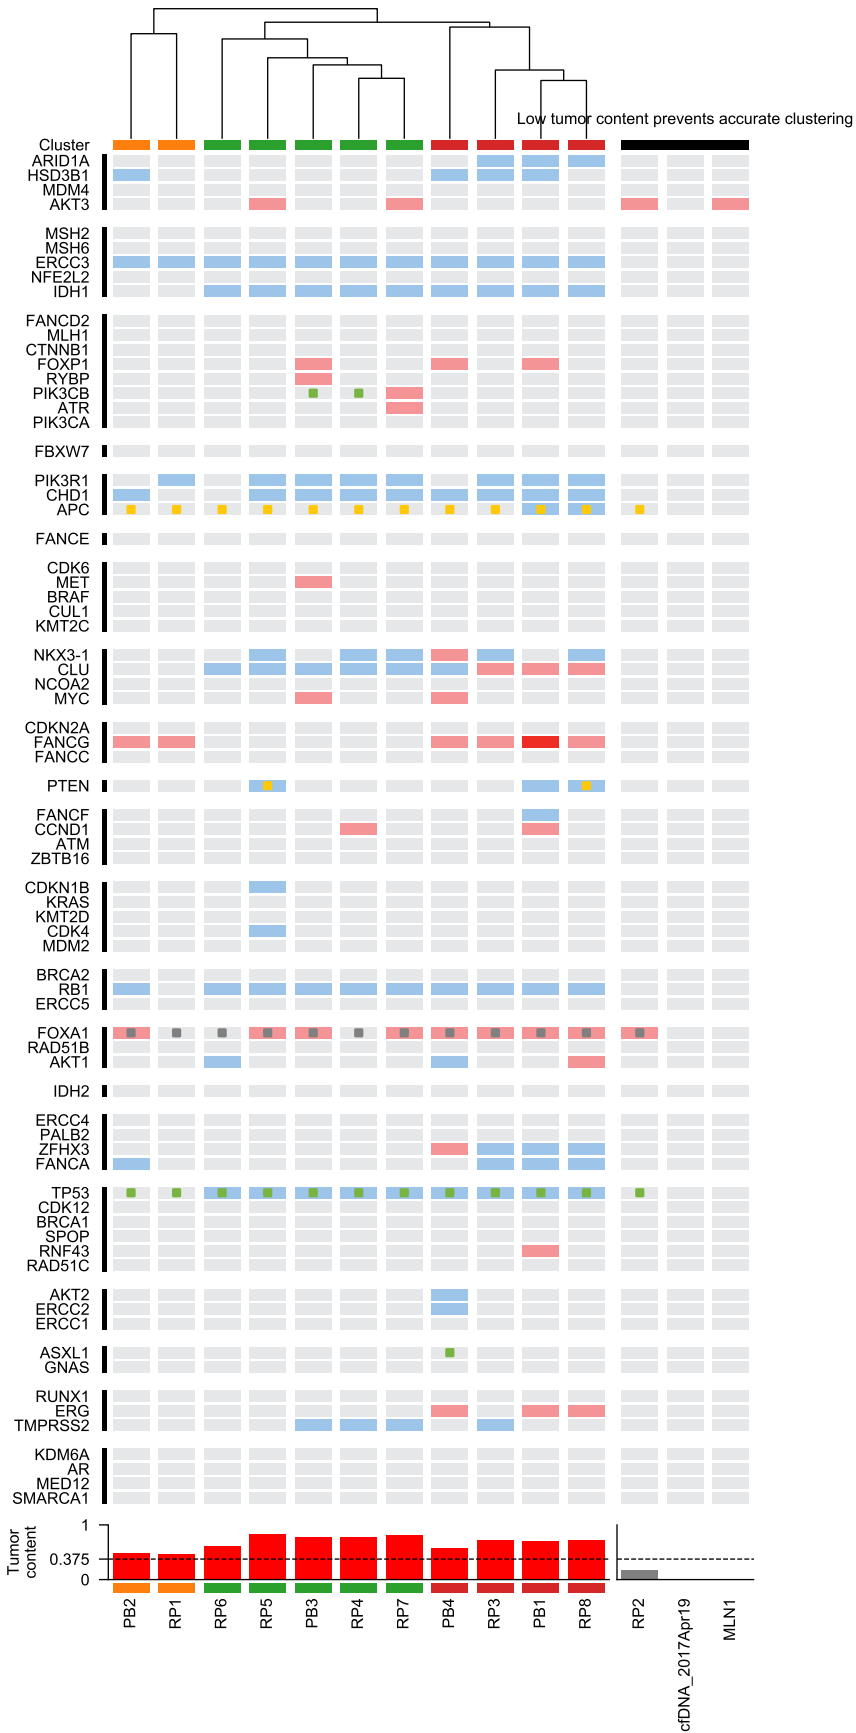 Low tumor content prevents accurate clustering
Cluster
ARID1A
HSD3B1
MDM4
AKT3
MSH2
MSH6
ERCC3
NFE2L2
IDH1
FANCD2
MLH1
CTNNB1
FOXP1
RYBP
PIK3CB
ATR
PIK3CA
FBXW7
PIK3R1
CHD1
APC
FANCE
CDK6
MET
BRAF
CUL1
KMT2C
NKX3-1
CLU
NCOA2
MYC
CDKN2A
FANCG
FANCC
PTEN
FANCF
CCND1
ATM
ZBTB16
CDKN1B
KRAS
KMT2D
CDK4
MDM2
BRCA2
RB1
ERCC5
FOXA1
RAD51B
AKT1
IDH2
ERCC4
PALB2
ZFHX3
FANCA
TP53
CDK12
BRCA1
SPOP
RNF43
RAD51C
AKT2
ERCC2
ERCC1
ASXL1
GNAS
RUNX1
ERG
TMPRSS2
KDM6A
AR
MED12
SMARCA1
Tumor
content
1
0.375
0
PB2
RP1
RP6
RP5
PB3
RP4
RP7
PB4
RP3
PB1
RP8
RP2
cfDNA_2017Apr19
MLN1